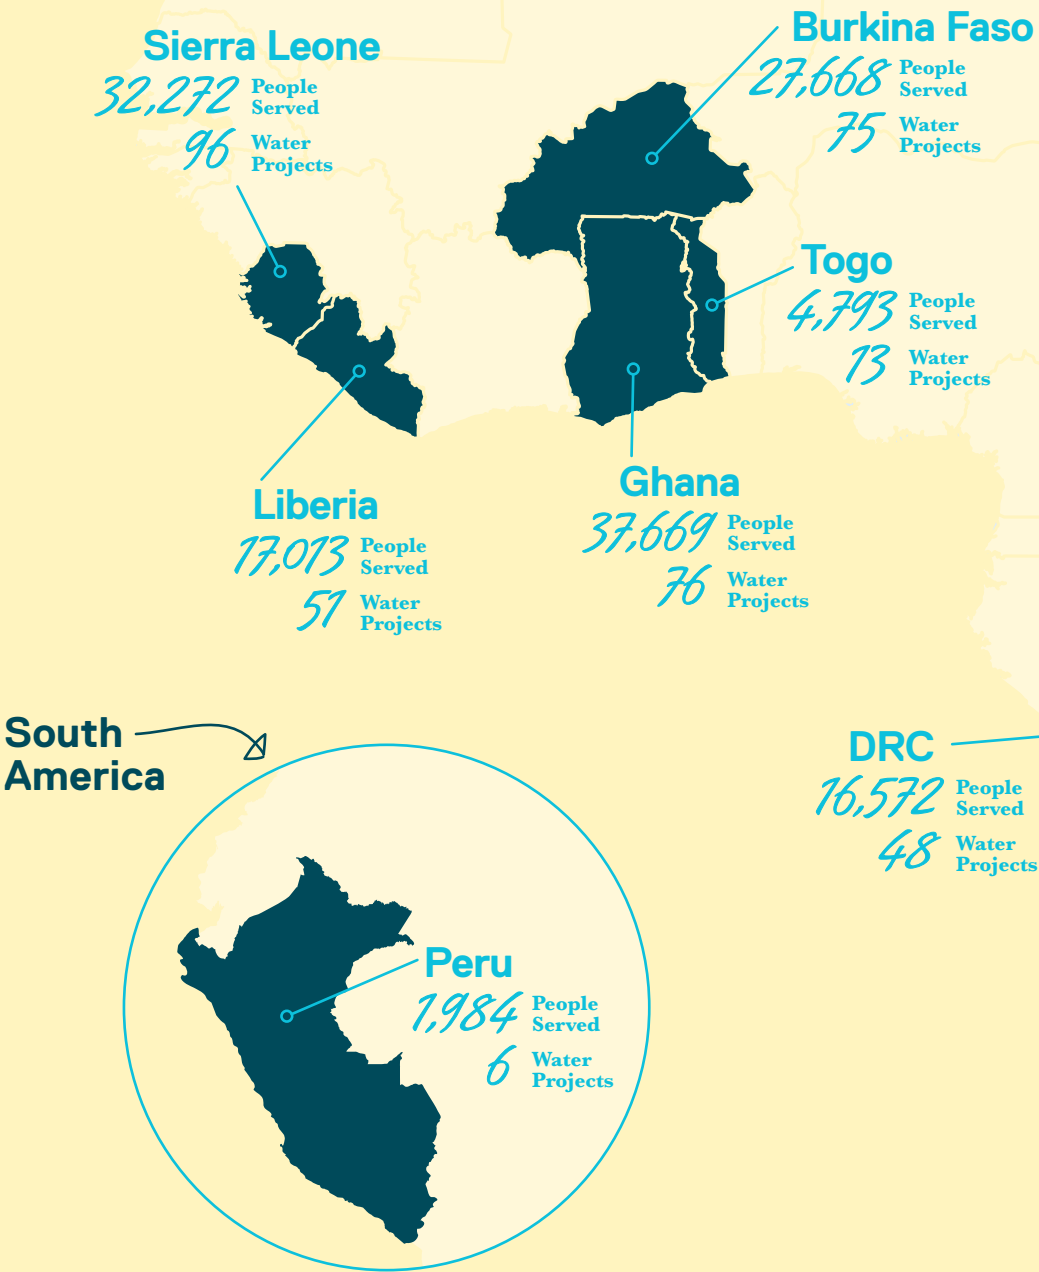 Sierra Leone
32,272 People Served
96 Water Projects
Burkina Faso
27,668 People Served
75 Water Projects
Togo
4,793 People Served
13 Water Projects
Liberia
17,013 People Served
51 Water Projects
Ghana
37,669 People Served
76 Water Projects
South
America
DRC
16,572 People Served
48 Water Projects
Peru
1,984 People Served
6 Water Projects